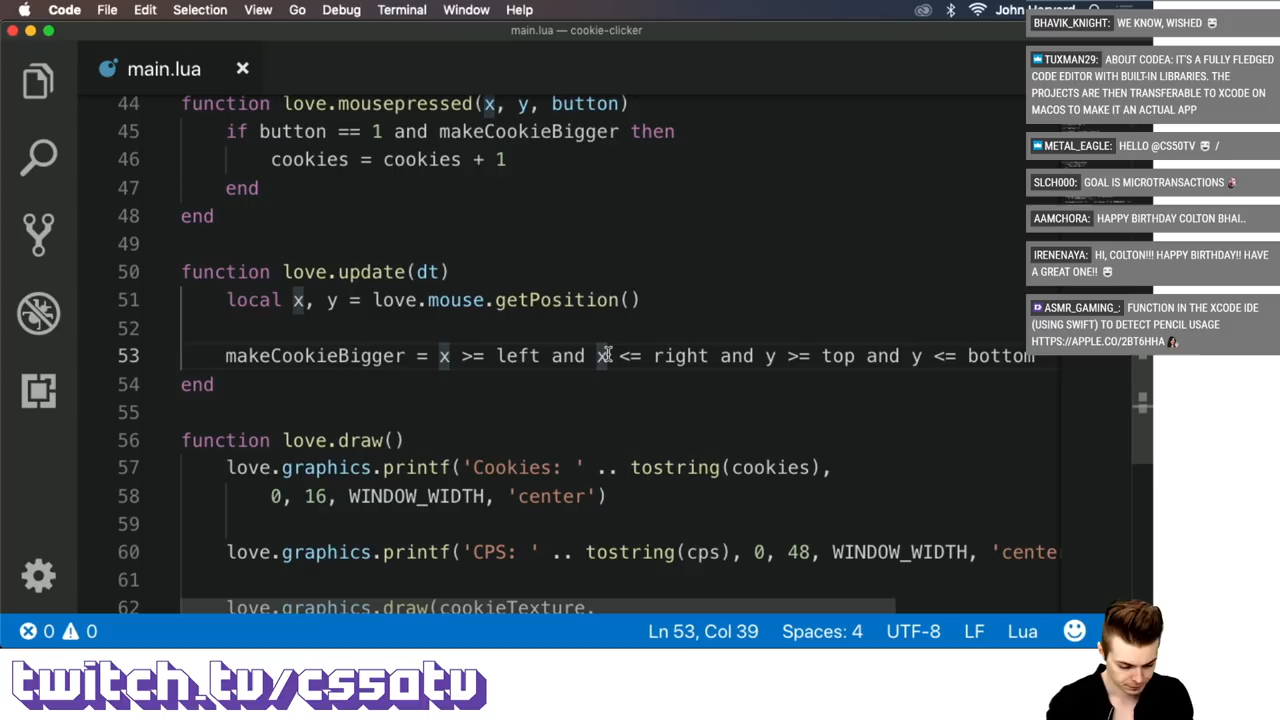 Code File Edit Selection View Go Debug Terminal Window Help John
main.lua — cookie-clicker
main.lua
44 function love.mousepressed(x, y, button)
45 if button == 1 and makeCookieBigger then
46 cookies = cookies + 1
47 end
48 end
49
50 function love.update(dt)
51 local x, y = love.mouse.getPosition()
52
53 makeCookieBigger = x >= left and x <= right and y >= top and y <= bottom
54 end
55
56 function love.draw()
57 love.graphics.printf('Cookies: ' .. tostring(cookies),
58 0, 16, WINDOW_WIDTH, 'center')
59
60 love.graphics.printf('CPS: ' .. tostring(cps), 0, 48, WINDOW_WIDTH, 'cente
61
62 love.graphics.draw(cookieTexture,
0 0 Ln 53, Col 39 Spaces: 4 UTF-8 LF Lua
BHAVIK_KNIGHT: WE KNOW, WISHED
TUXMAN29: ABOUT CODEA: IT'S A FULLY FLEDGED
CODE EDITOR WITH BUILT-IN LIBRARIES. THE
PROJECTS ARE THEN TRANSFERABLE TO XCODE ON
MACOS TO MAKE IT AN ACTUAL APP
METAL_EAGLE: HELLO @CS50TV /
SLCH000: GOAL IS MICROTRANSACTIONS
AAMCHORA: HAPPY BIRTHDAY COLTON BHAI..
IRENENAYA: HI, COLTON!!! HAPPY BIRTHDAY!! HAVE
A GREAT ONE!!
ASMR_GAMING_: FUNCTION IN THE XCODE IDE
(USING SWIFT) TO DETECT PENCIL USAGE
HTTPS://APPLE.CO/2BT6HHA
twitch.tv/cs50tv